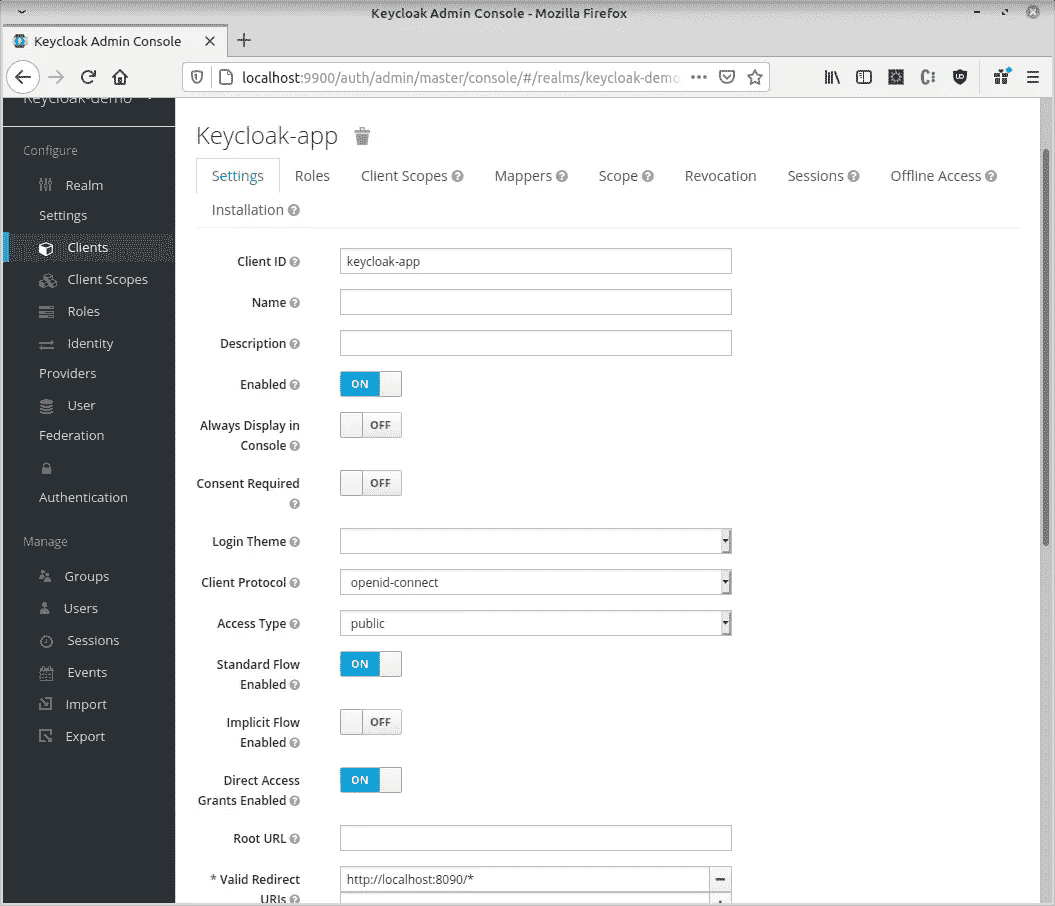 Keycloak Admin Console - Mozilla Firefox
Keycloak Admin Console
localhost:9900/auth/admin/master/console/#/realms/keycloak-demo
Keycloak-demo
Configure
Realm
Settings
Clients
Client Scopes
Roles
Identity
Providers
User
Federation
Authentication
Manage
Groups
Users
Sessions
Events
Import
Export
Keycloak-app
Settings Roles Client Scopes Mappers Scope Revocation Sessions Offline Access
Installation
Client ID keycloak-app
Name
Description
Enabled ON
Always Display in
Console
OFF
Consent Required OFF
Login Theme
Client Protocol openid-connect
Access Type public
Standard Flow
Enabled
ON
Implicit Flow
Enabled
OFF
Direct Access
Grants Enabled
ON
Root URL
* Valid Redirect
URIs
http://localhost:8090/*